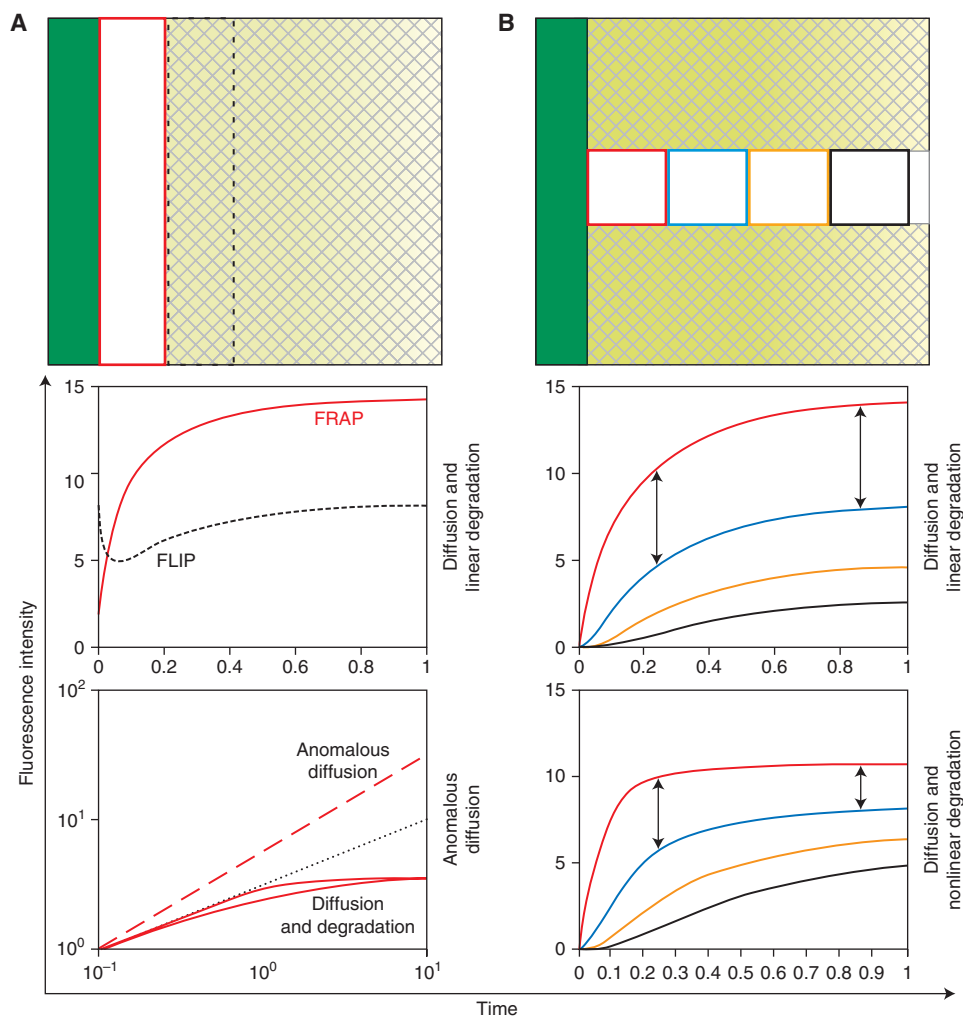 A
B
15
10
5
0
0
0.2
0.4
0.6
0.8
1
FRAP
FLIP
Diffusion and
linear degradation
15
10
5
0
0
0.2
0.4
0.6
0.8
1
Diffusion and
linear degradation
Fluorescence intensity
10²
10¹
10⁰
10⁻¹
10⁰
10¹
Anomalous
diffusion
Diffusion
and degradation
Anomalous
diffusion
15
10
5
0
0
0.1
0.2
0.3
0.4
0.5
0.6
0.7
0.8
0.9
1
Diffusion and
nonlinear degradation
Time